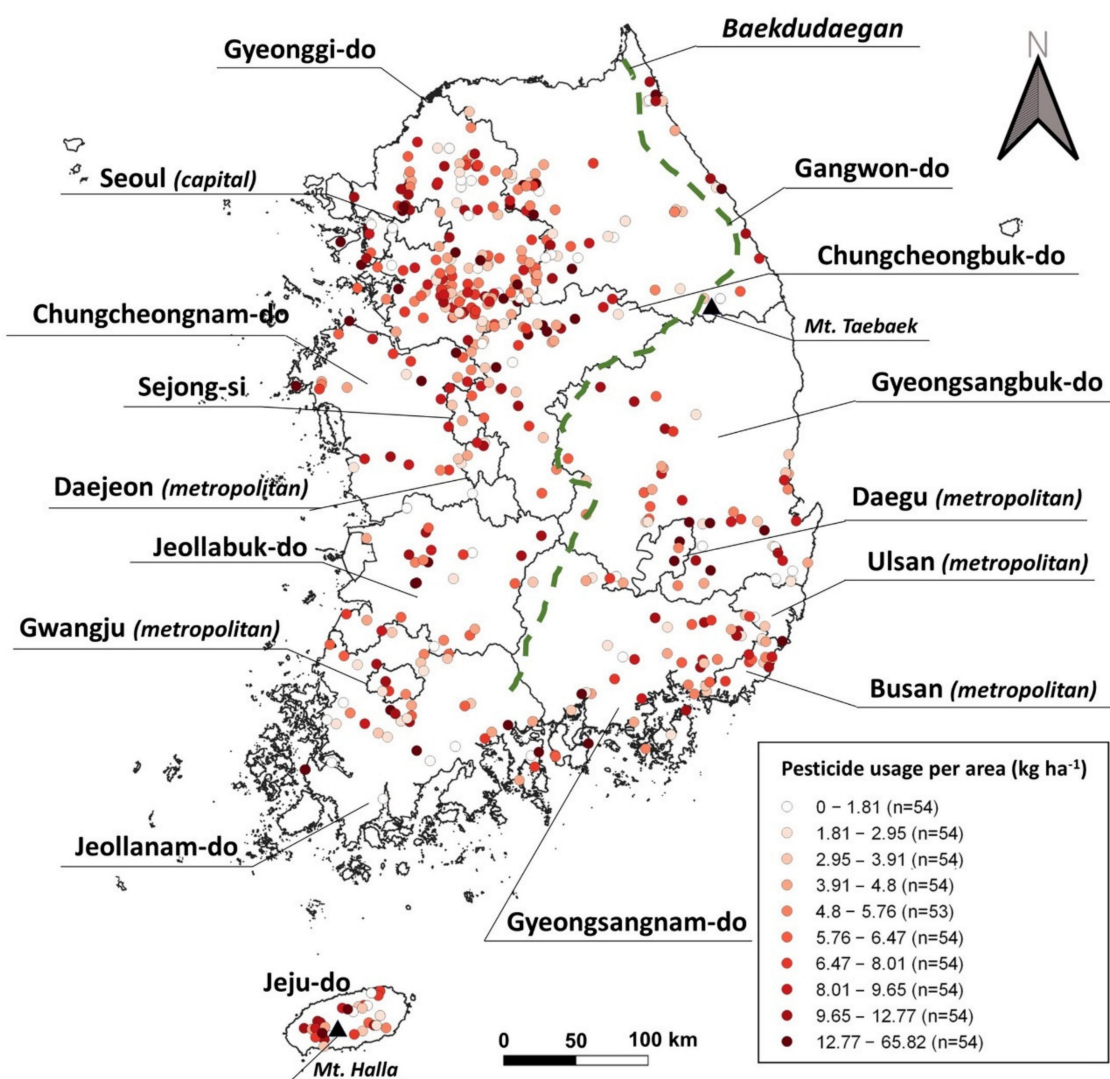 Baekdudaegan
Gyeonggi-do
N
Seoul (capital)
Gangwon-do
Chungcheongbuk-do
Chungcheongnam-do
Mt. Taebaek
Sejong-si
Gyeongsangbuk-do
Daejeon (metropolitan)
Daegu (metropolitan)
Jeollabuk-do
Ulsan (metropolitan)
Gwangju (metropolitan)
Busan (metropolitan)
Jeollanam-do
Gyeongsangnam-do
Pesticide usage per area (kg ha⁻¹)
0 – 1.81 (n=54)
1.81 – 2.95 (n=54)
2.95 – 3.91 (n=54)
3.91 – 4.8 (n=54)
4.8 – 5.76 (n=53)
5.76 – 6.47 (n=54)
6.47 – 8.01 (n=54)
8.01 – 9.65 (n=54)
9.65 – 12.77 (n=54)
12.77 – 65.82 (n=54)
Jeju-do
Mt. Halla
0 50 100 km